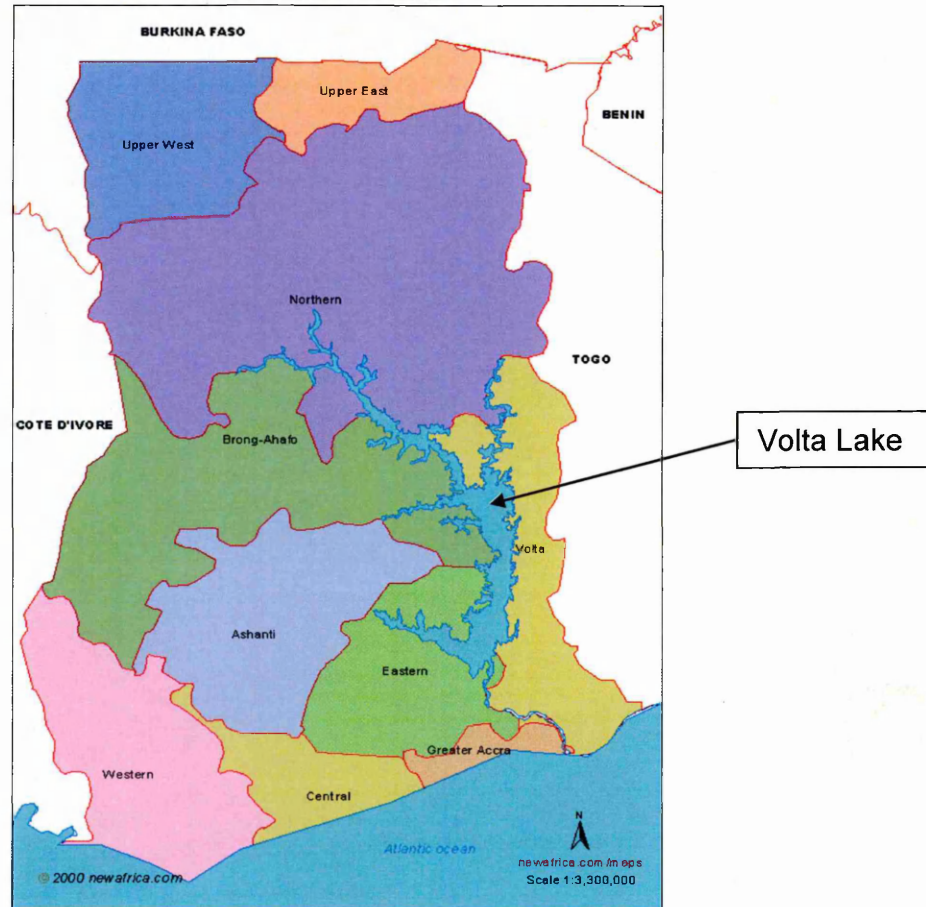 BURKINA FASO
Upper East
BENIN
Upper West
Northern
TOGO
COTE D'IVORE
Brong-Ahafo
Volta Lake
Volta
Ashanti
Eastern
Greater Accra
Western
Central
N
Atlantic ocean
newafrica.com/maps
© 2000 newafrica.com
Scale 1:3,300,000